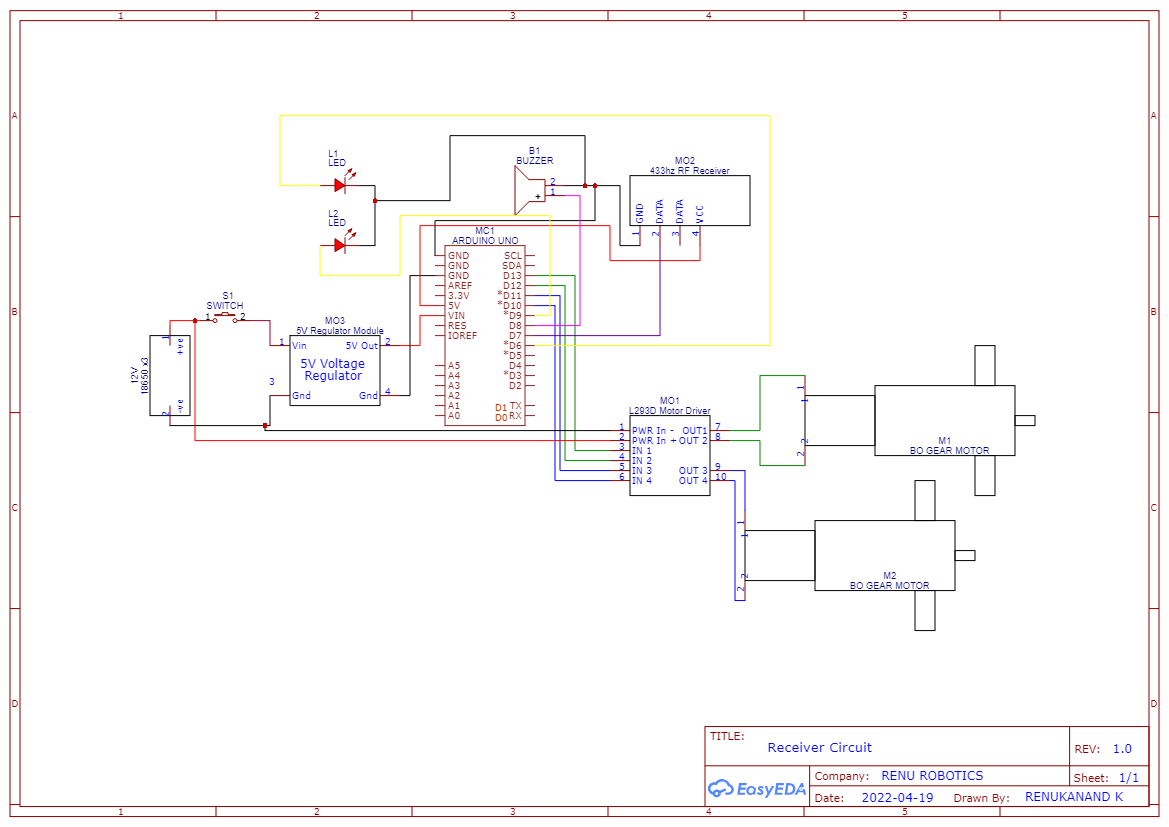 1 2 3 4 5
A A
B B
C C
D D
L1
LED
L2
LED
B1
BUZZER
2
1
+
MO2
433hz RF Receiver
GND DATA DATA VCC
1 2 3 4
MC1
ARDUINO UNO
GND SCL
GND SDA
GND D13
AREF D12
3.3V *D11
5V *D10
VIN *D9
RES D8
IOREF D7
*D6
*D5
A5 D4
A4 *D3
A3 D2
A2
A1 D1 TX
A0 D0 RX
S1
SWITCH
1 2
12V
18650 x3
1 +ve
2 -ve
MO3
5V Regulator Module
1 Vin 5V Out 2
5V Voltage
Regulator
3 Gnd Gnd 4
MO1
L293D Motor Driver
1 PWR In - OUT1 7
2 PWR In + OUT 2 8
3 IN 1
4 IN 2
5 IN 3 OUT 3 9
6 IN 4 OUT 4 10
1 1
2 2
M1
BO GEAR MOTOR
1 1
2 2
M2
BO GEAR MOTOR
TITLE:
Receiver Circuit
REV: 1.0
EasyEDA
Company: RENU ROBOTICS
Sheet: 1/1
Date: 2022-04-19 Drawn By: RENUKANAND K
1 2 3 4 5